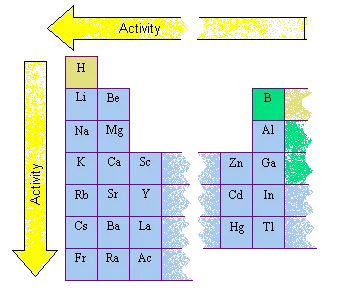 Activity
Activity
H
Li Be B
Na Mg Al
K Ca Sc Zn Ga
Rb Sr Y Cd In
Cs Ba La Hg Tl
Fr Ra Ac